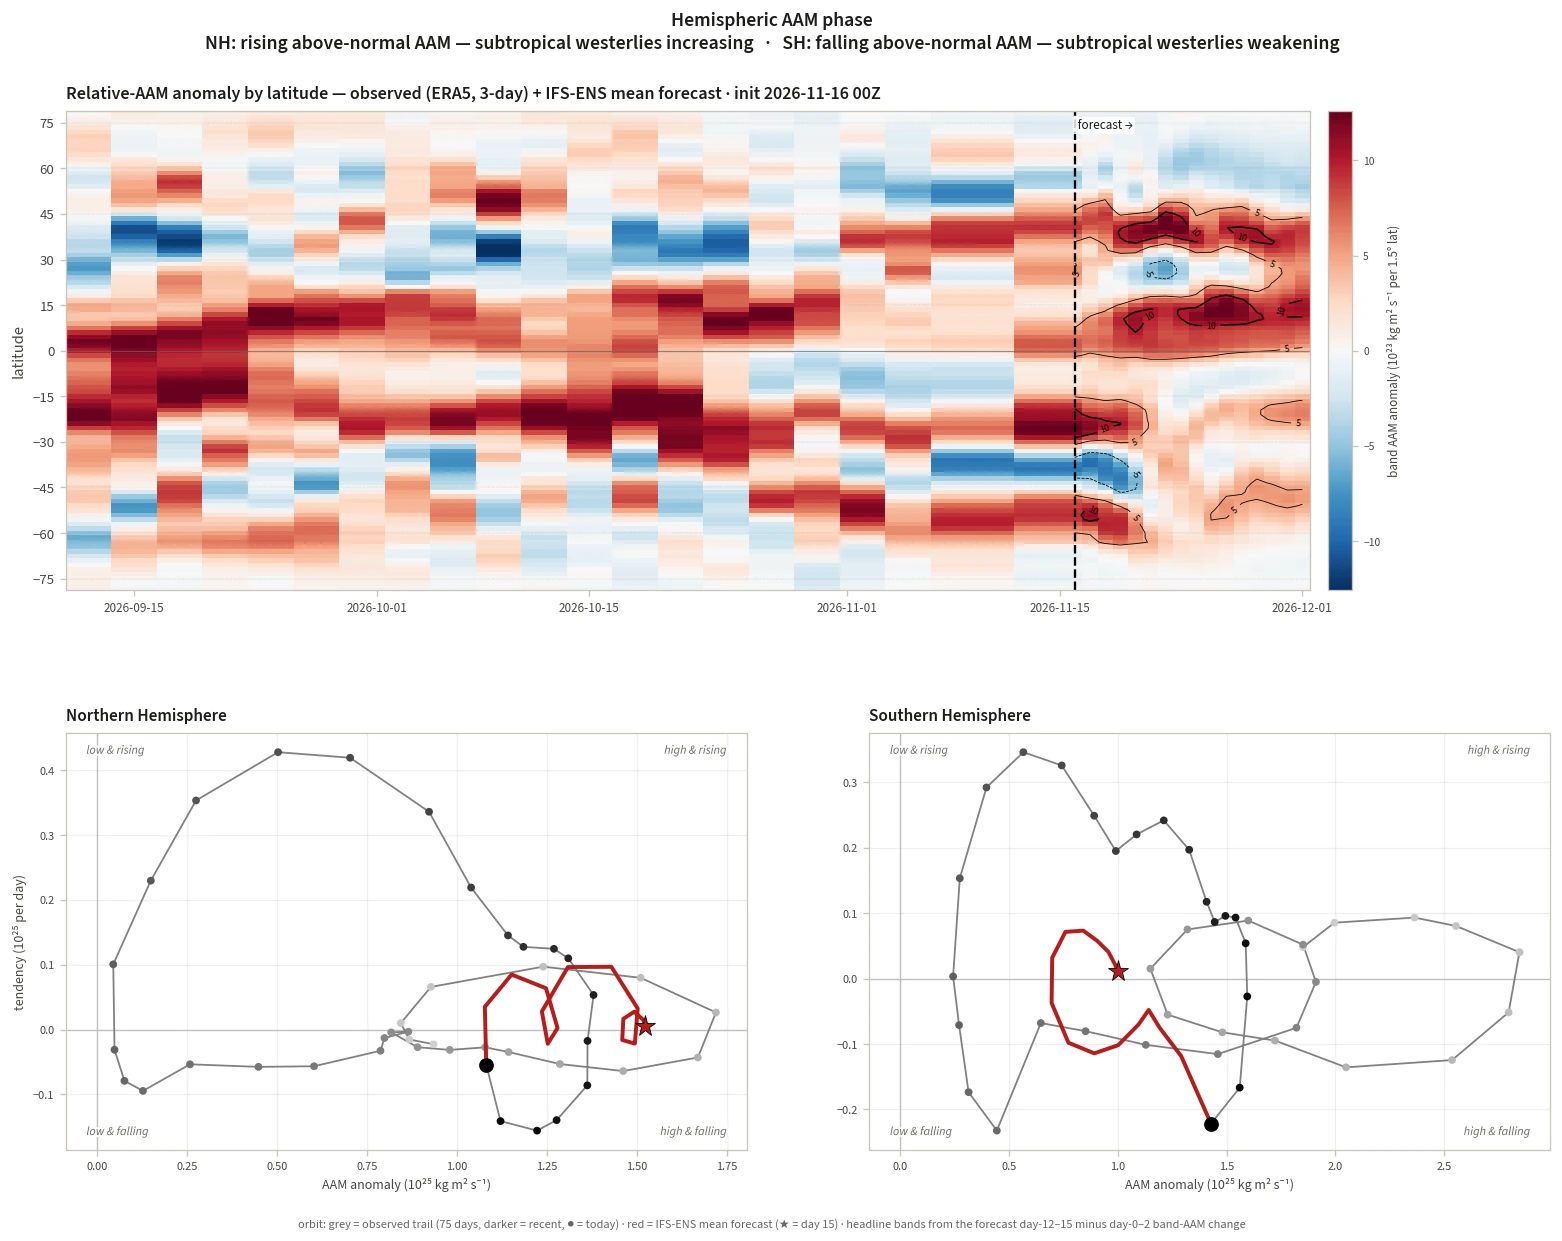 Hemispheric AAM phase
NH: rising above-normal AAM — subtropical westerlies increasing · SH: falling above-normal AAM — subtropical westerlies weakening
Relative-AAM anomaly by latitude — observed (ERA5, 3-day) + IFS-ENS mean forecast · init 2026-11-16 00Z
forecast →
latitude
75
60
45
30
15
0
−15
−30
−45
−60
−75
2026-09-15
2026-10-01
2026-10-15
2026-11-01
2026-11-15
2026-12-01
10
5
0
−5
−10
band AAM anomaly (10²³ kg m² s⁻¹ per 1.5° lat)
Northern Hemisphere
low & rising
high & rising
low & falling
high & falling
tendency (10²⁵ per day)
0.4
0.3
0.2
0.1
0.0
−0.1
0.00
0.25
0.50
0.75
1.00
1.25
1.50
1.75
AAM anomaly (10²⁵ kg m² s⁻¹)
Southern Hemisphere
low & rising
high & rising
low & falling
high & falling
0.3
0.2
0.1
0.0
−0.1
−0.2
0.0
0.5
1.0
1.5
2.0
2.5
AAM anomaly (10²⁵ kg m² s⁻¹)
orbit: grey = observed trail (75 days, darker = recent, ● = today) · red = IFS-ENS mean forecast (★ = day 15) · headline bands from the forecast day-12–15 minus day-0–2 band-AAM change